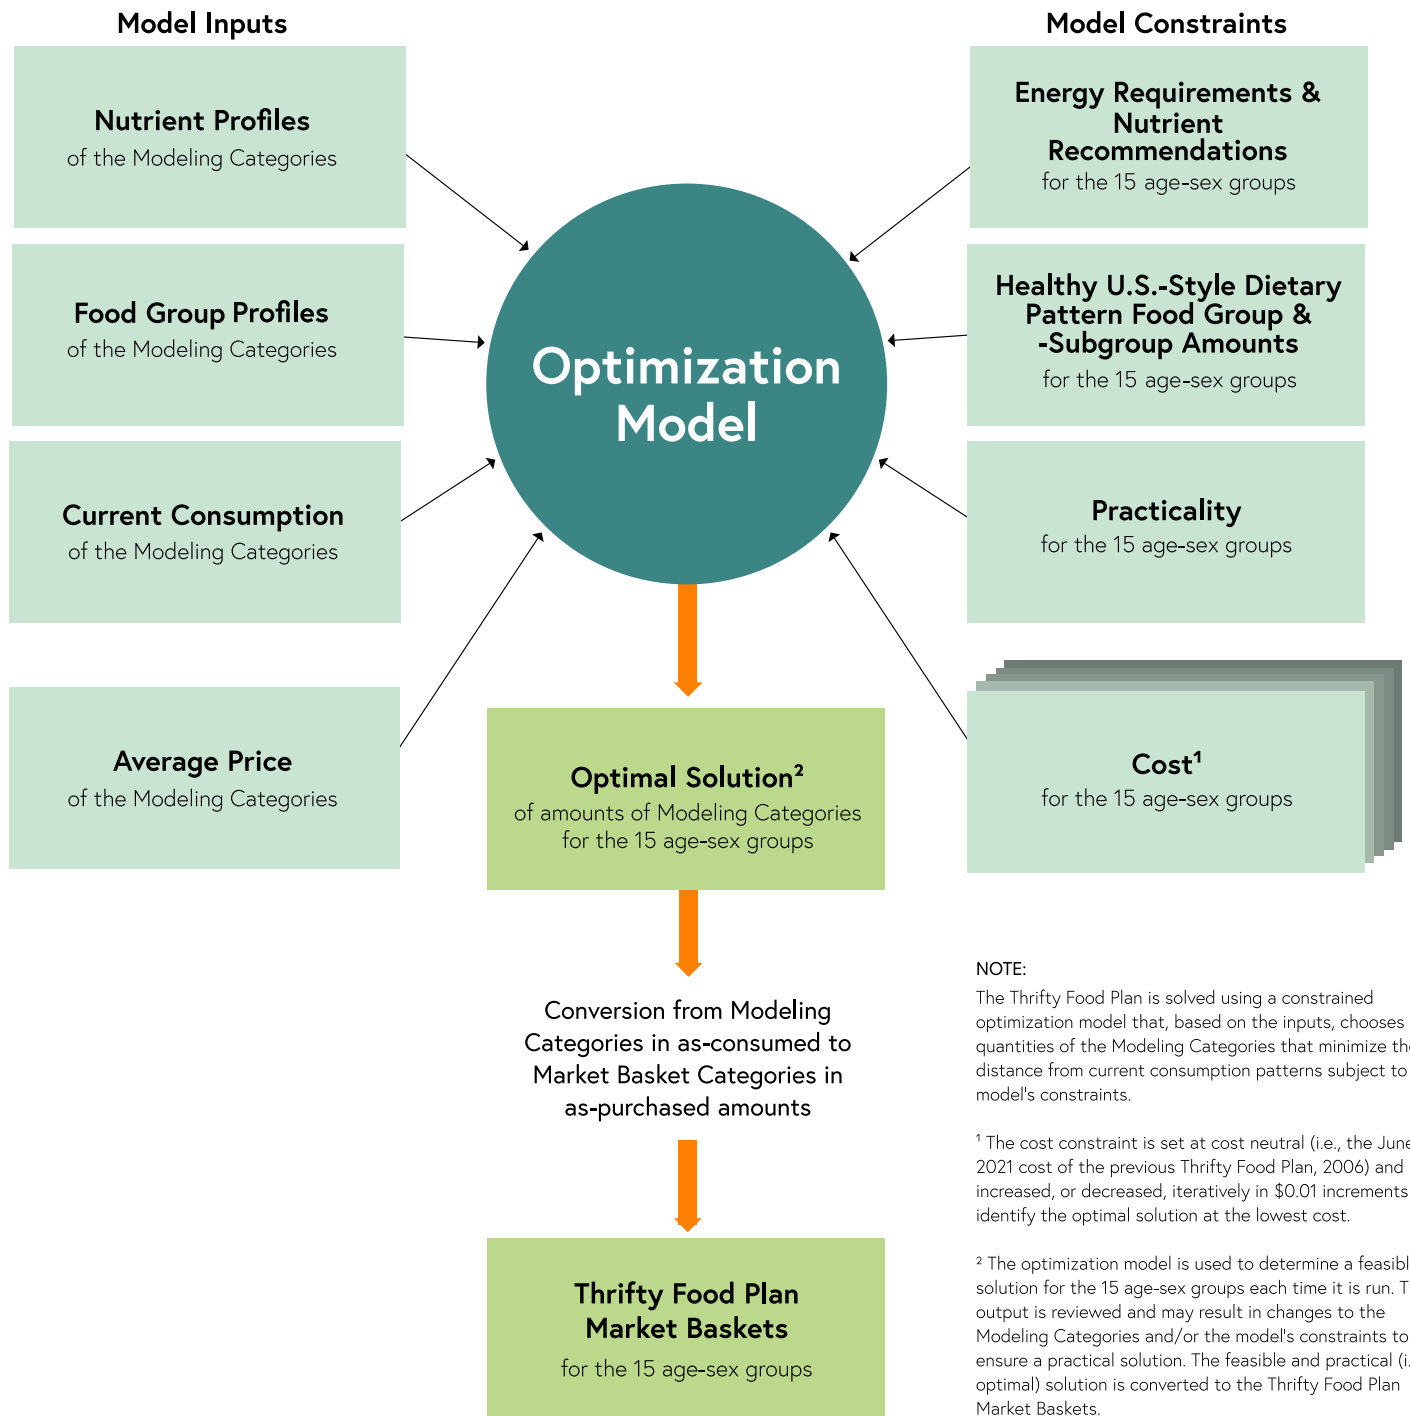 Model Inputs
Nutrient Profiles
of the Modeling Categories
Food Group Profiles
of the Modeling Categories
Current Consumption
of the Modeling Categories
Average Price
of the Modeling Categories
Optimization
Model
Model Constraints
Energy Requirements &
Nutrient
Recommendations
for the 15 age-sex groups
Healthy U.S.-Style Dietary
Pattern Food Group &
-Subgroup Amounts
for the 15 age-sex groups
Practicality
for the 15 age-sex groups
Cost¹
for the 15 age-sex groups
Optimal Solution²
of amounts of Modeling Categories
for the 15 age-sex groups
Conversion from Modeling
Categories in as-consumed to
Market Basket Categories in
as-purchased amounts
Thrifty Food Plan
Market Baskets
for the 15 age-sex groups
NOTE:
The Thrifty Food Plan is solved using a constrained
optimization model that, based on the inputs, chooses
quantities of the Modeling Categories that minimize the
distance from current consumption patterns subject to
model's constraints.
¹ The cost constraint is set at cost neutral (i.e., the June
2021 cost of the previous Thrifty Food Plan, 2006) and
increased, or decreased, iteratively in $0.01 increments
identify the optimal solution at the lowest cost.
² The optimization model is used to determine a feasibl
solution for the 15 age-sex groups each time it is run. T
output is reviewed and may result in changes to the
Modeling Categories and/or the model's constraints to
ensure a practical solution. The feasible and practical (i.
optimal) solution is converted to the Thrifty Food Plan
Market Baskets.